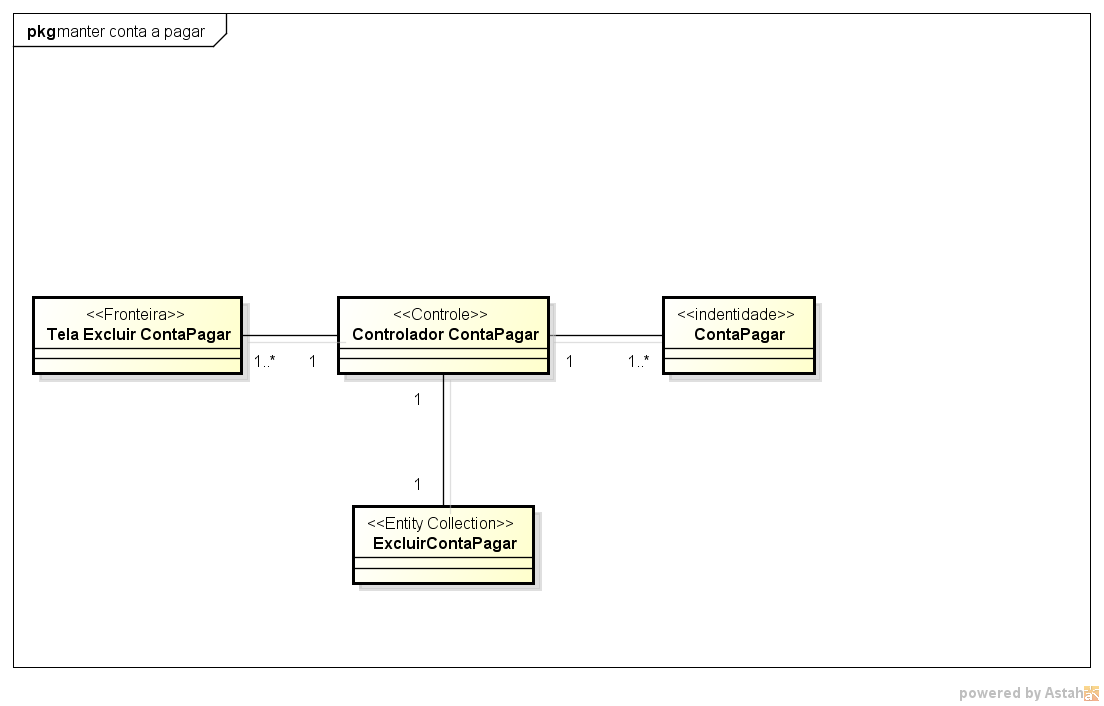 pkg manter conta a pagar
<<Fronteira>>
Tela Excluir ContaPagar
<<Controle>>
Controlador ContaPagar
<<indentidade>>
ContaPagar
1..*
1
1
1..*
1
1
<<Entity Collection>>
ExcluirContaPagar
powered by Astah